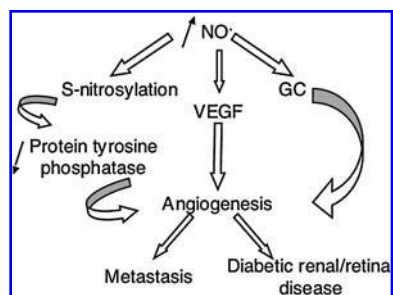 NO·
S-nitrosylation
GC
VEGF
Protein tyrosine
phosphatase
Angiogenesis
Metastasis
Diabetic renal/retina
disease